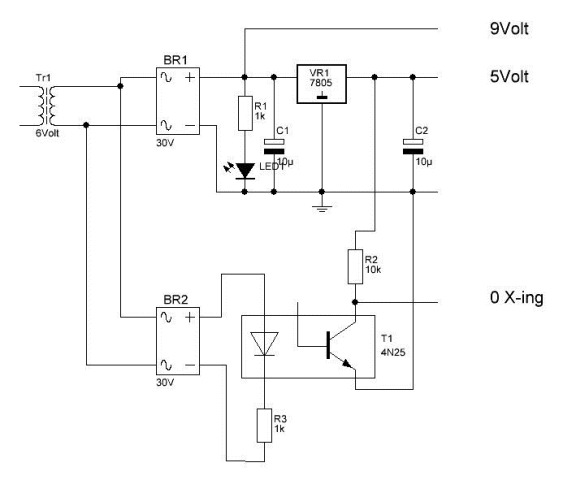 9Volt
BR1
Tr1
VR1
7805
5Volt
R1
1k
C1
10µ
C2
10µ
6Volt
30V
LED1
R2
10k
BR2
0 X-ing
T1
4N25
30V
R3
1k